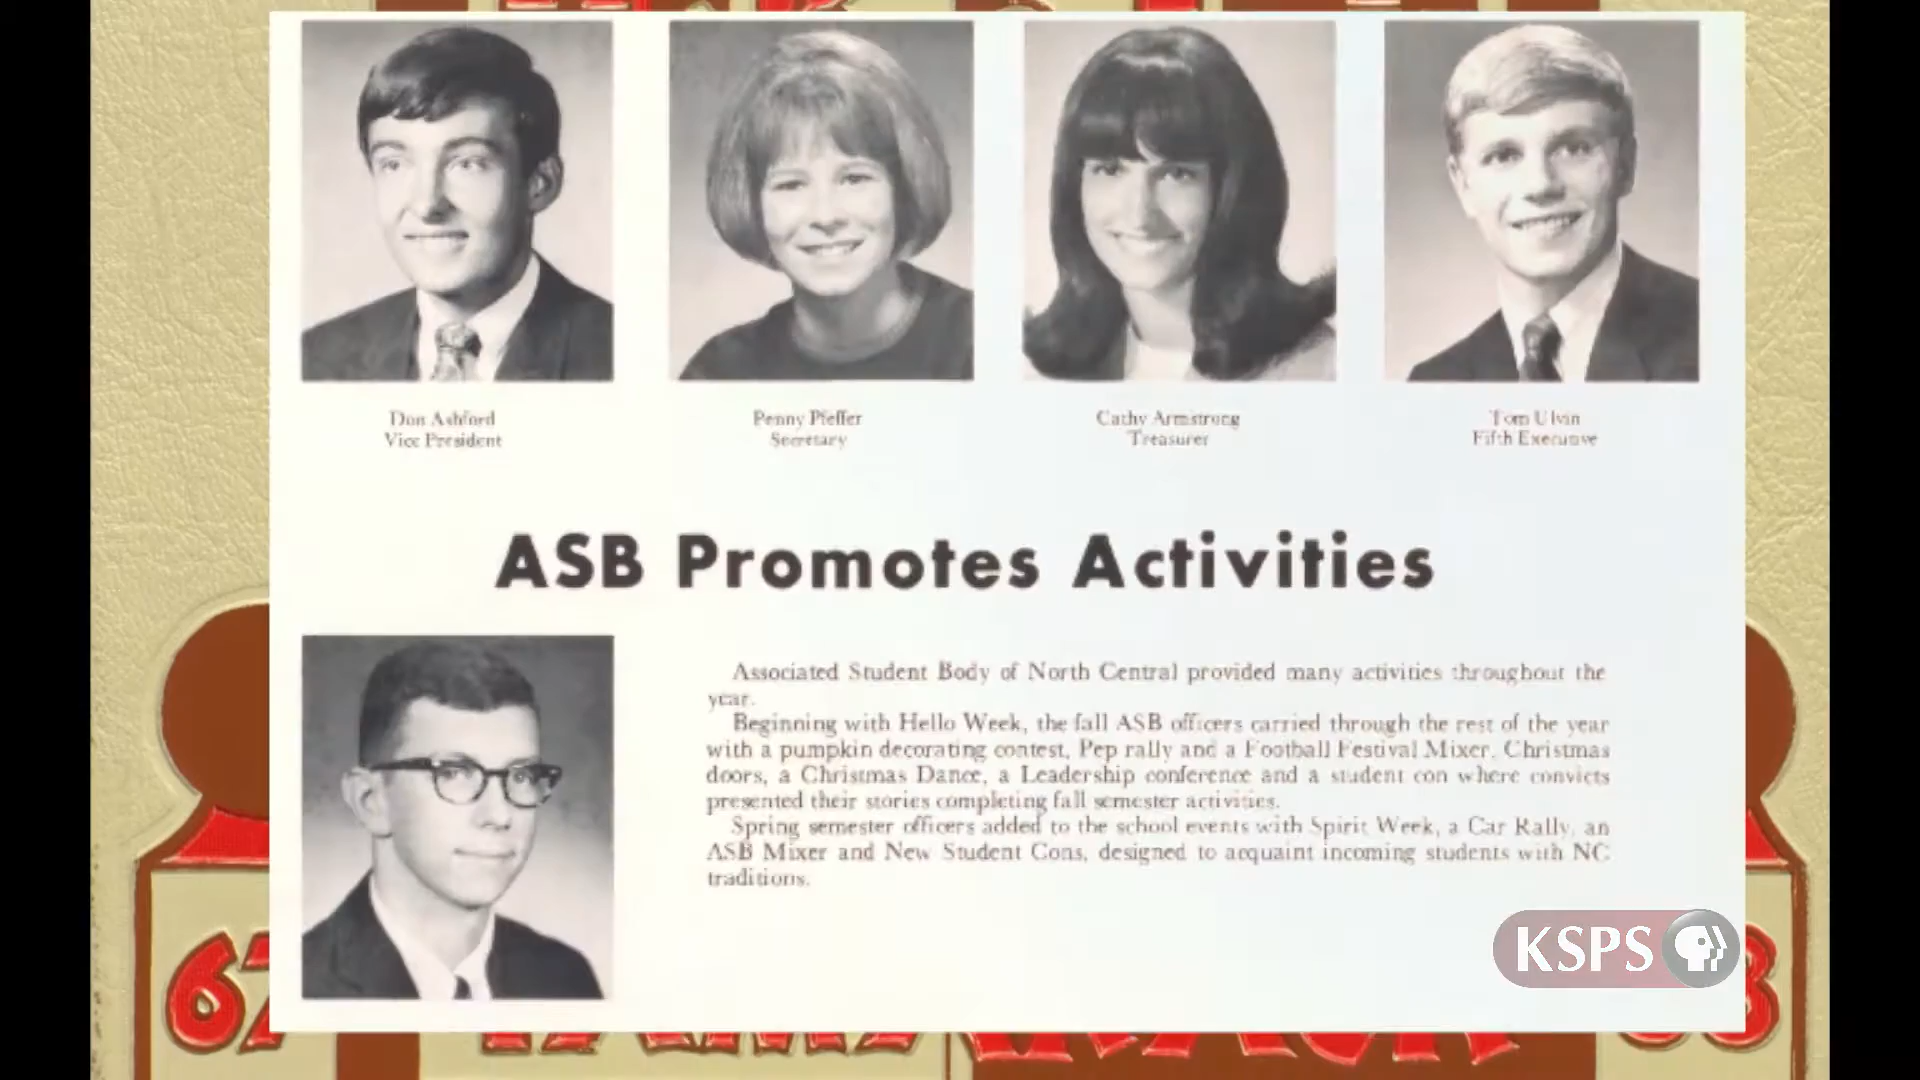 Don Ashford
Vice President
Penny Pfeffer
Secretary
Cathy Armstrong
Treasurer
Tom Ulvin
Fifth Executive
ASB Promotes Activities
Associated Student Body of North Central provided many activities throughout the
year.
Beginning with Hello Week, the fall ASB officers carried through the rest of the year
with a pumpkin decorating contest, Pep rally and a Football Festival Mixer. Christmas
doors, a Christmas Dance, a Leadership conference and a student con where convicts
presented their stories completing fall semester activities.
Spring semester officers added to the school events with Spirit Week, a Car Rally, an
ASB Mixer and New Student Cons, designed to acquaint incoming students with NC
traditions.
KSPS
67